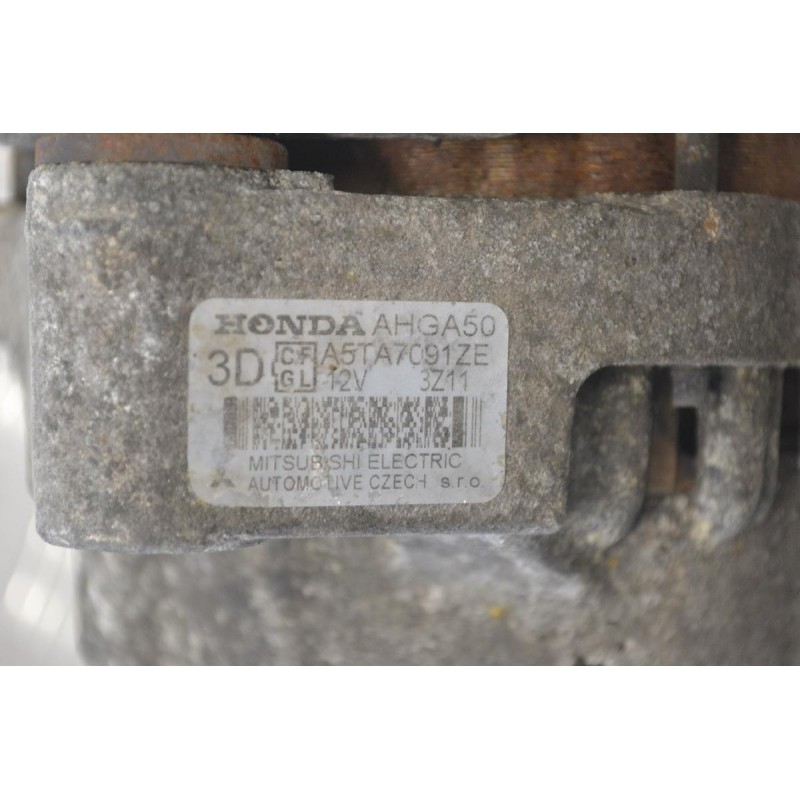 HONDA AHGA50
3D CF A5TA7091ZE
GL 12V 3Z11
MITSUBISHI ELECTRIC
AUTOMOTIVE CZECH s.r.o